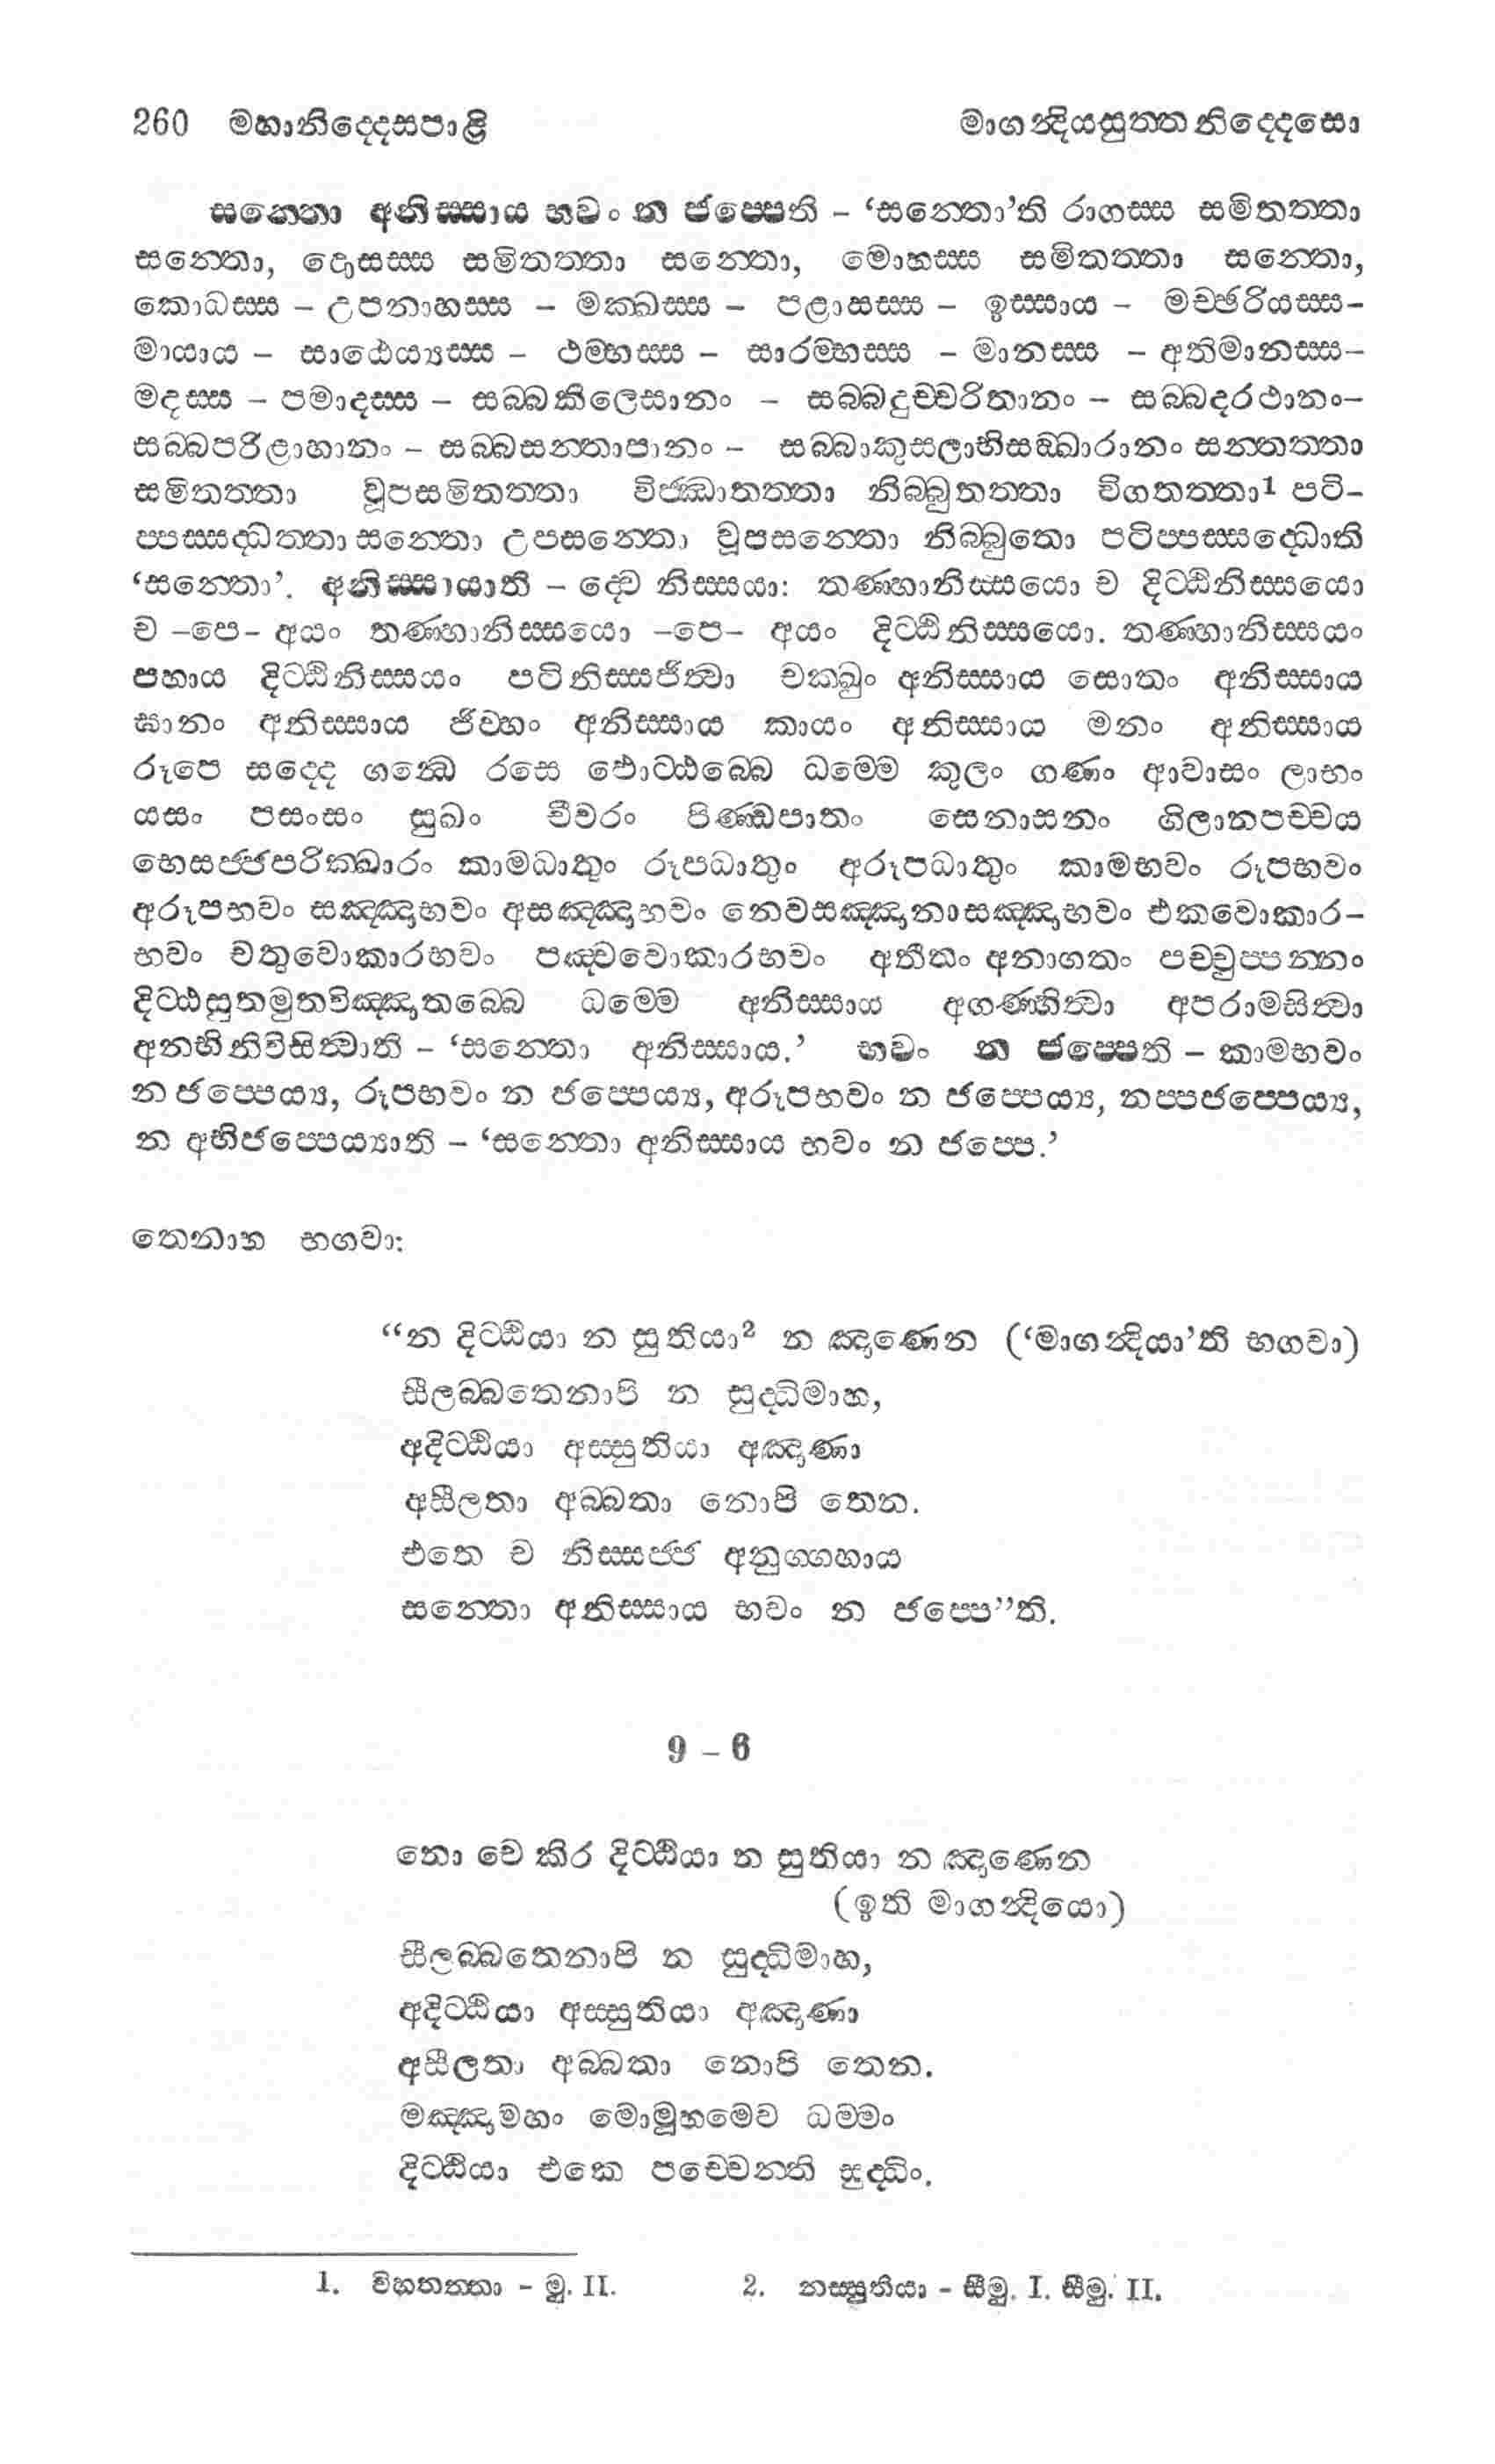 260 මහානිද්දෙසපාළි මාගන්දියසුත්තනිද්දෙසො
සන්තො අනිස්සාය භවං න ජප්පෙති – ‘සන්තො’ති රාගස්ස සමිතත්තා
සන්තො, දොසස්ස සමිතත්තා සන්තො, මොහස්ස සමිතත්තා සන්තො,
කොධස්ස – උපනාහස්ස – මක්ඛස්ස – පළාසස්ස – ඉස්සාය – මච්ඡරියස්ස–
මායාය – සාඨෙය්‍යස්ස – ථම්භස්ස – සාරම්භස්ස – මානස්ස – අතිමානස්ස–
මදස්ස – පමාදස්ස – සබ්බකිලෙසානං – සබ්බදුච්චරිතානං – සබ්බදරථානං–
සබ්බපරිළාහානං – සබ්බසන්තාපානං – සබ්බාකුසලාභිසඞ්ඛාරානං සන්තත්තා
සමිතත්තා වූපසමිතත්තා විජ්ඣාතත්තා නිබ්බුතත්තා විගතත්තා1 පටි–
ප්පස්සද්ධත්තා සන්තො උපසන්තො වූපසන්තො නිබ්බුතො පටිප්පස්සද්ධොති
‘සන්තො’. අනිස්සායාති – ද්වෙ නිස්සයා: තණ්හානිස්සයො ච දිට්ඨිනිස්සයො
ච –පෙ– අයං තණ්හානිස්සයො –පෙ– අයං දිට්ඨිනිස්සයො. තණ්හානිස්සයං
පහාය දිට්ඨිනිස්සයං පටිනිස්සජිත්වා චක්ඛුං අනිස්සාය සොතං අනිස්සාය
ඝානං අනිස්සාය ජිව්හං අනිස්සාය කායං අනිස්සාය මනං අනිස්සාය
රූපෙ සද්දෙ ගන්ධෙ රසෙ ඵොට්ඨබ්බෙ ධම්මෙ කුලං ගණං ආවාසං ලාභං
යසං පසංසං සුඛං චීවරං පිණ්ඩපාතං සෙනාසනං ගිලානපච්චය
භෙසජ්ජපරික්ඛාරං කාමධාතුං රූපධාතුං අරූපධාතුං කාමභවං රූපභවං
අරූපභවං සඤ්ඤාභවං අසඤ්ඤාභවං නෙවසඤ්ඤානාසඤ්ඤාභවං එකවොකාර–
භවං චතුවොකාරභවං පඤ්චවොකාරභවං අතීතං අනාගතං පච්චුප්පන්නං
දිට්ඨසුතමුතවිඤ්ඤාතබ්බෙ ධම්මෙ අනිස්සාය අගණ්හිත්වා අපරාමසිත්වා
අනභිනිවිසිත්වාති – ‘සන්තො අනිස්සාය.’ භවං න ජප්පෙති – කාමභවං
න ජප්පෙය්‍ය, රූපභවං න ජප්පෙය්‍ය, අරූපභවං න ජප්පෙය්‍ය, නප්පජප්පෙය්‍ය,
න අභිජප්පෙය්‍යාති – ‘සන්තො අනිස්සාය භවං න ජප්පෙ.’
තෙනාහ භගවා:
“න දිට්ඨියා න සුතියා2 න ඤාණෙන (‘මාගන්දියා’ති භගවා)
සීලබ්බතෙනාපි න සුද්ධිමාහ,
අදිට්ඨියා අස්සුතියා අඤාණා
අසීලතා අබ්බතා නොපි තෙන.
එතෙ ච නිස්සජ්ජ අනුග්ගහාය
සන්තො අනිස්සාය භවං න ජප්පෙ”ති.
9 – 6
නො චෙ කිර දිට්ඨියා න සුතියා න ඤාණෙන
(ඉති මාගන්දියො)
සීලබ්බතෙනාපි න සුද්ධිමාහ,
අදිට්ඨියා අස්සුතියා අඤාණා
අසීලතා අබ්බතා නොපි තෙන.
මඤ්ඤාමහං මොමූහමෙව ධම්මං
දිට්ඨියා එකෙ පච්චෙන්ති සුද්ධිං.
1. විහතත්තා – මු. II. 2. නස්සුතියා – සීමු. I. සීමු. II.